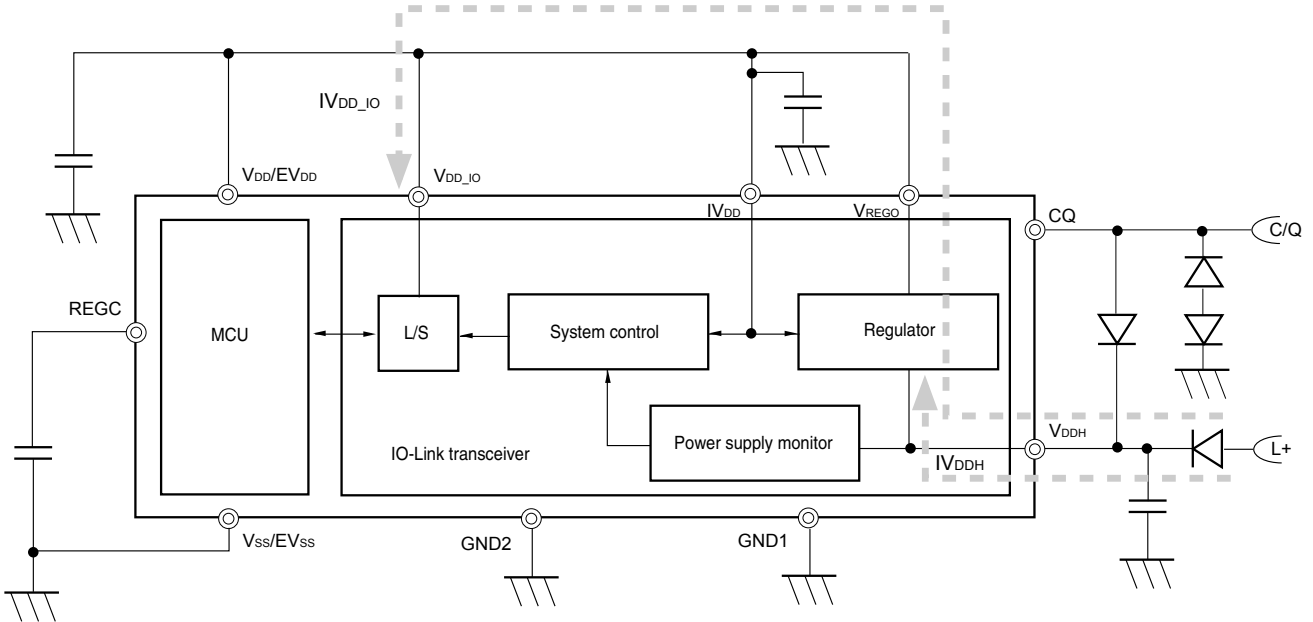 IVDD_IO
VDD/EVDD
VDD_IO
IVDD
VREGO
CQ
C/Q
REGC
MCU
L/S
System control
Regulator
Power supply monitor
IO-Link transceiver
VDDH
IVDDH
L+
VSS/EVSS
GND2
GND1